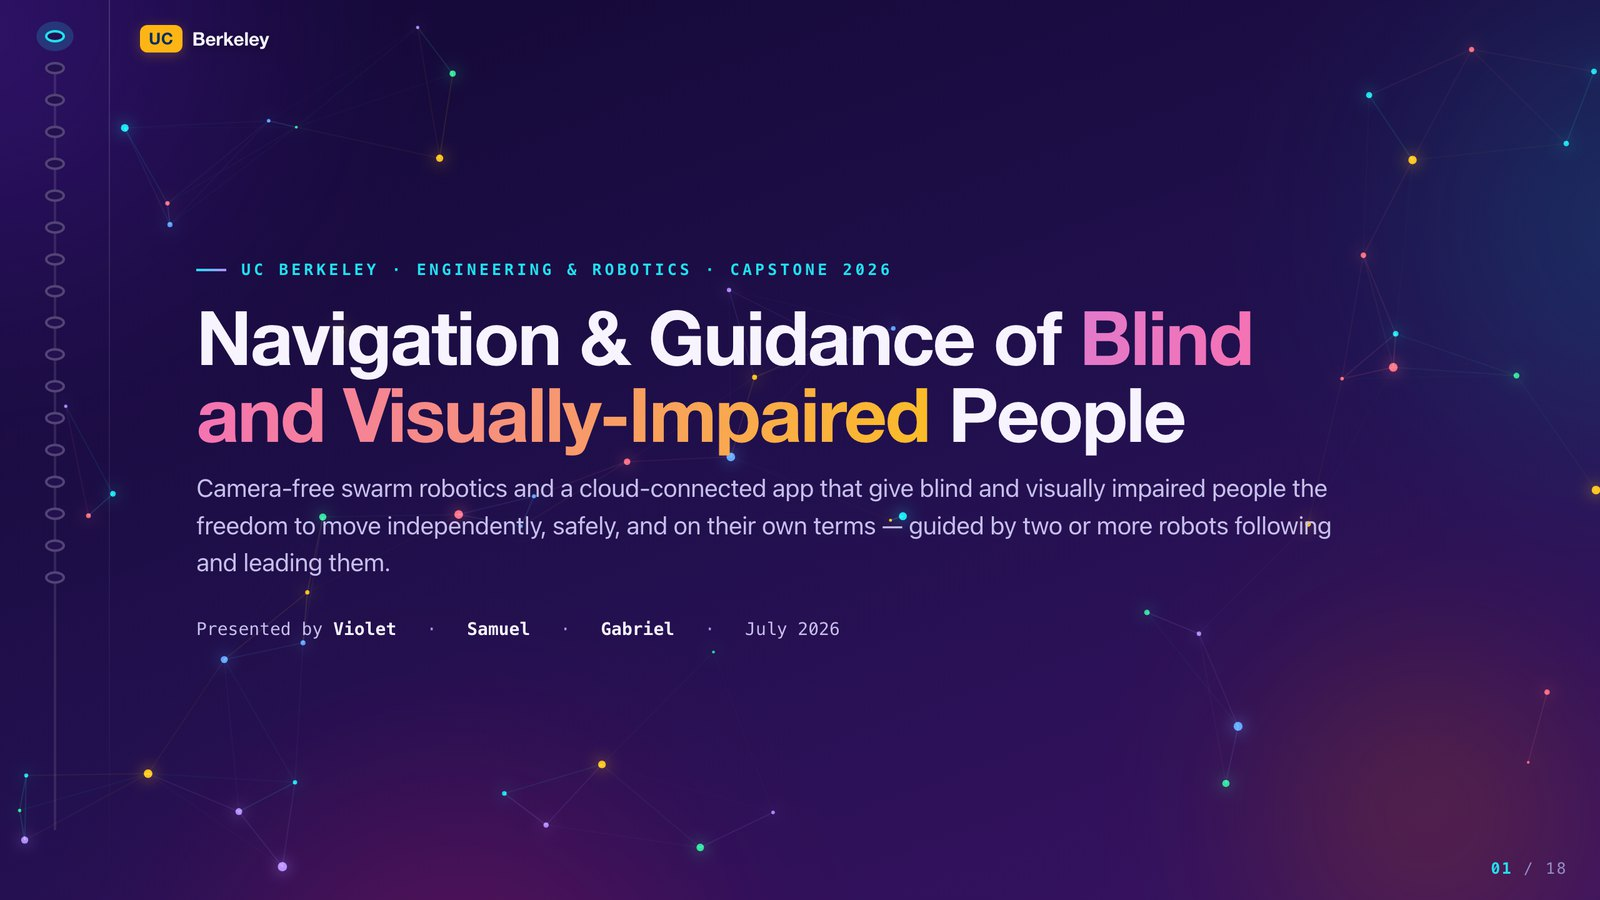 UC Berkeley
UC BERKELEY · ENGINEERING & ROBOTICS · CAPSTONE 2026
Navigation & Guidance of Blind
and Visually-Impaired People
Camera-free swarm robotics and a cloud-connected app that give blind and visually impaired people the
freedom to move independently, safely, and on their own terms — guided by two or more robots following
and leading them.
Presented by Violet · Samuel · Gabriel · July 2026
01 / 18